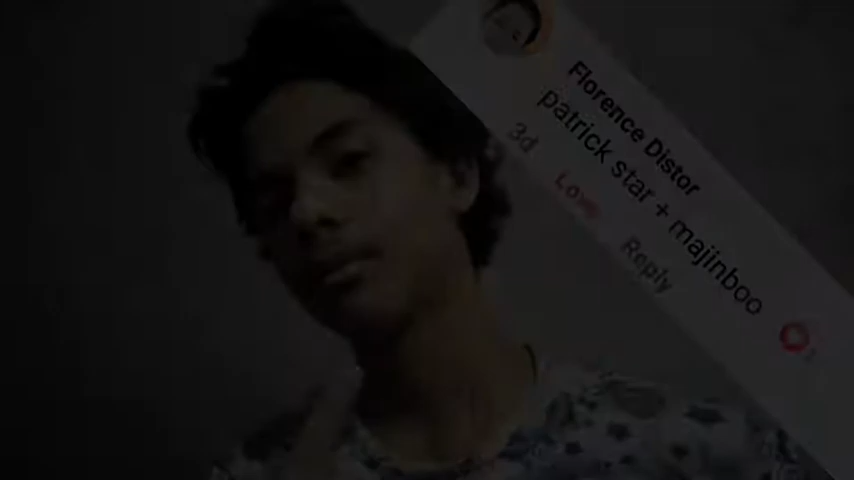 Florence Distor
patrick star + majinboo
3d
Love
Reply